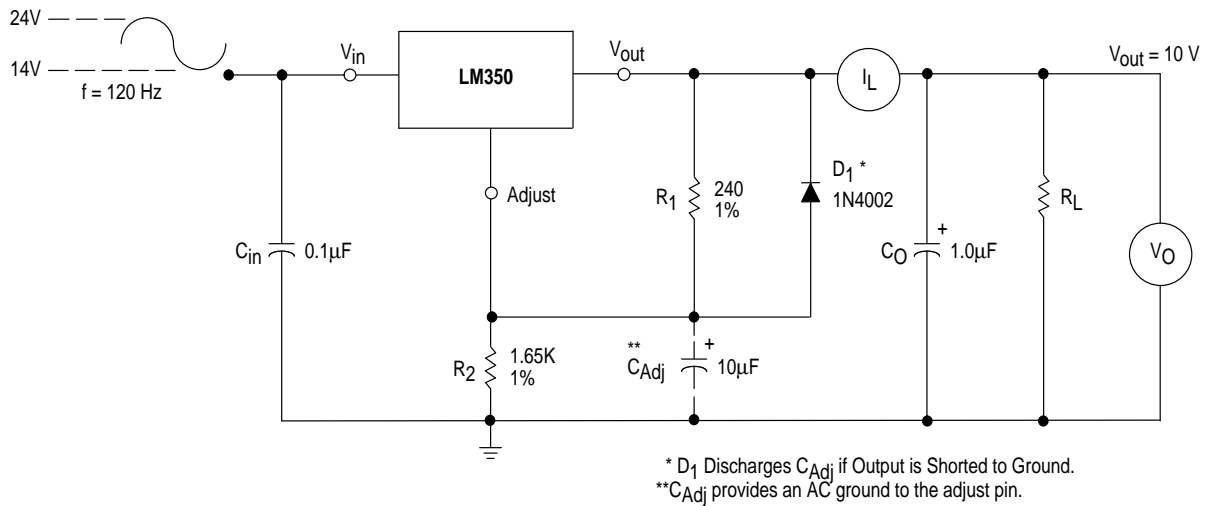 24V
14V
f = 120 Hz
Vin
LM350
Vout
IL
Vout = 10 V
Adjust
R1
240
1%
D1 *
1N4002
RL
Cin
0.1µF
CO
+
1.0µF
VO
R2
1.65K
1%
**
CAdj
+
10µF
* D1 Discharges CAdj if Output is Shorted to Ground.
**CAdj provides an AC ground to the adjust pin.